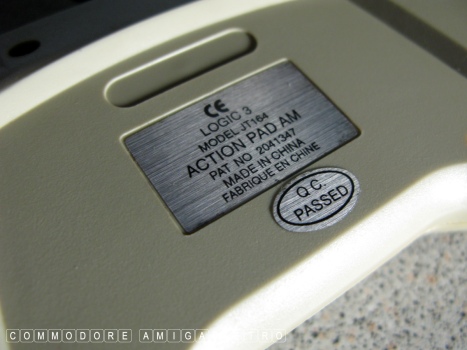 CE
LOGIC 3
MODEL JT164
ACTION PAD AM
PAT NO 2041347
MADE IN CHINA
FABRIQUE EN CHINE
Q.C.
PASSED
COMMODORE AMIGA RETRO